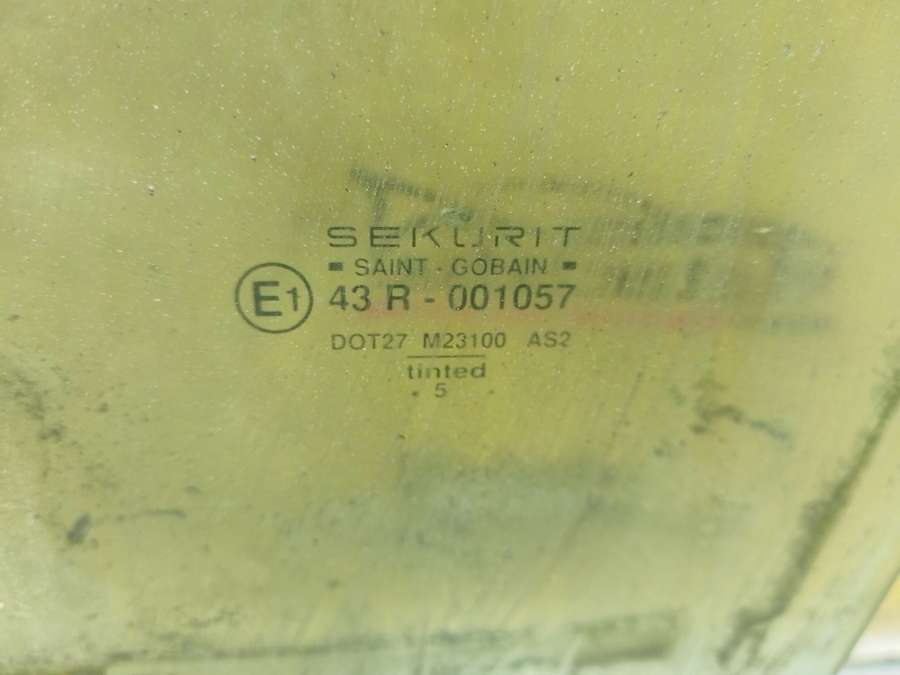 SEKURIT
SAINT - GOBAIN
E1 43 R - 001057
DOT27 M23100 AS2
tinted
. 5 .